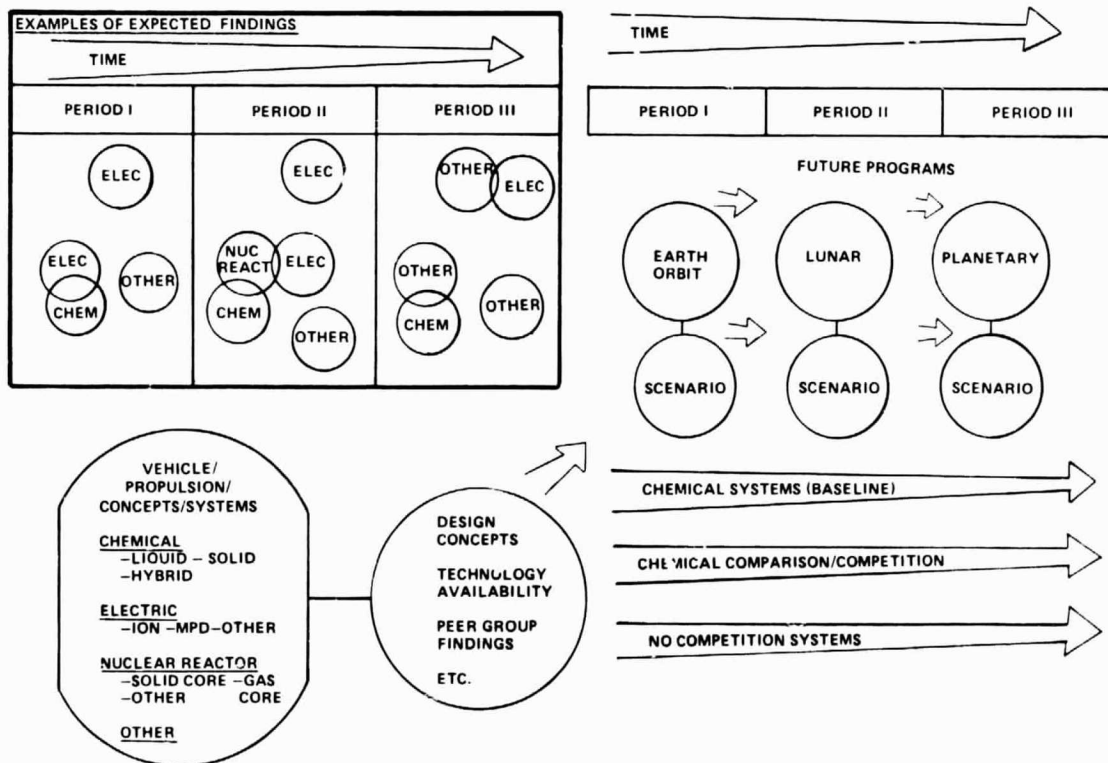 EXAMPLES OF EXPECTED FINDINGS
TIME
PERIOD I
PERIOD II
PERIOD III
ELEC
ELEC
CHEM
OTHER
ELEC
NUC
REACT
ELEC
CHEM
OTHER
OTHER
ELEC
OTHER
CHEM
OTHER
TIME
PERIOD I
PERIOD II
PERIOD III
FUTURE PROGRAMS
EARTH
ORBIT
LUNAR
PLANETARY
SCENARIO
SCENARIO
SCENARIO
VEHICLE/
PROPULSION/
CONCEPTS/SYSTEMS
CHEMICAL
–LIQUID – SOLID
–HYBRID
ELECTRIC
–ION –MPD–OTHER
NUCLEAR REACTOR
–SOLID CORE –GAS
–OTHER CORE
OTHER
DESIGN
CONCEPTS
TECHNOLOGY
AVAILABILITY
PEER GROUP
FINDINGS
ETC.
CHEMICAL SYSTEMS (BASELINE)
CHEMICAL COMPARISON/COMPETITION
NO COMPETITION SYSTEMS